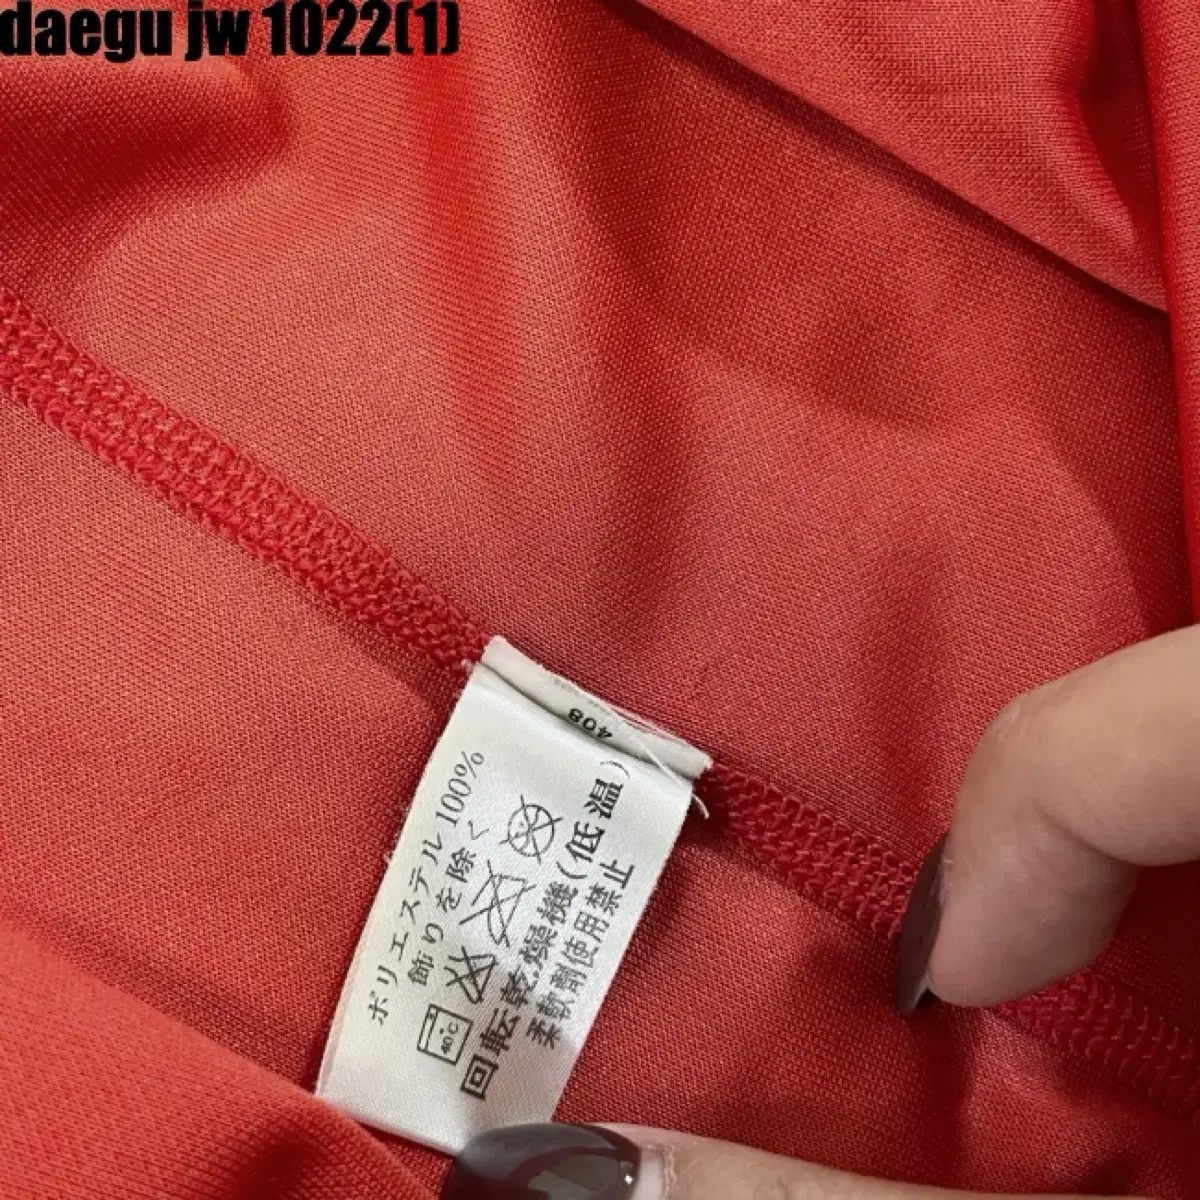 daegu jw 1022(1)
408
ポリエステル100%
飾りを除く
40℃
回転乾燥機(低温)
柔軟剤使用禁止